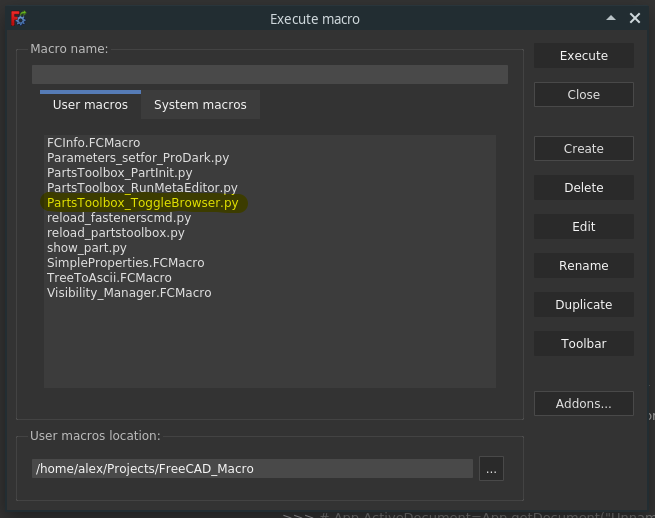 Execute macro
Macro name:
User macros
System macros
FCInfo.FCMacro
Parameters_setfor_ProDark.py
PartsToolbox_PartInit.py
PartsToolbox_RunMetaEditor.py
PartsToolbox_ToggleBrowser.py
reload_fastenerscmd.py
reload_partstoolbox.py
show_part.py
SimpleProperties.FCMacro
TreeToAscii.FCMacro
Visibility_Manager.FCMacro
Execute
Close
Create
Delete
Edit
Rename
Duplicate
Toolbar
Addons...
User macros location:
/home/alex/Projects/FreeCAD_Macro
...
>>> # App.ActiveDocument=App.getDocument("Unnam